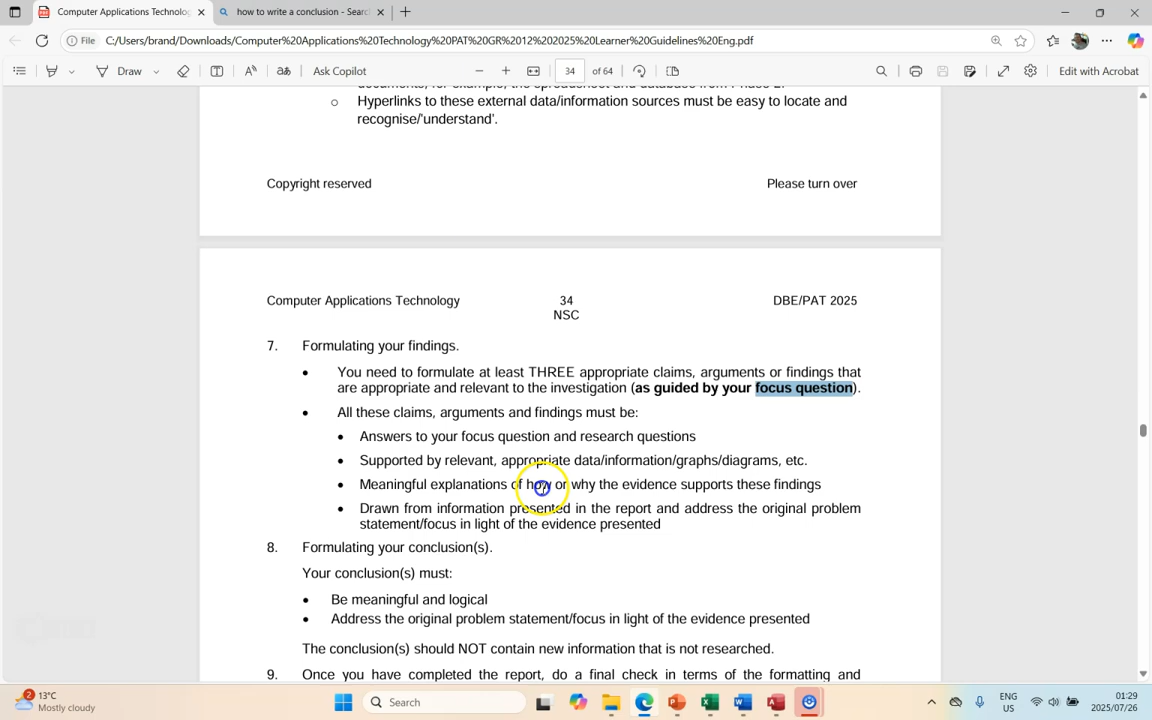 Computer Applications Technolog
how to write a conclusion - Searc
File
C:/Users/brand/Downloads/Computer%20Applications%20Technology%20PAT%20GR%2012%202025%20Learner%20Guidelines%20Eng.pdf
Draw
Ask Copilot
34
of 64
Edit with Acrobat
Hyperlinks to these external data/information sources must be easy to locate and
recognise/'understand'.
Copyright reserved
Please turn over
Computer Applications Technology
34
DBE/PAT 2025
NSC
7. Formulating your findings.
• You need to formulate at least THREE appropriate claims, arguments or findings that
are appropriate and relevant to the investigation (as guided by your focus question).
• All these claims, arguments and findings must be:
• Answers to your focus question and research questions
• Supported by relevant, appropriate data/information/graphs/diagrams, etc.
• Meaningful explanations of how or why the evidence supports these findings
• Drawn from information presented in the report and address the original problem
statement/focus in light of the evidence presented
8. Formulating your conclusion(s).
Your conclusion(s) must:
• Be meaningful and logical
• Address the original problem statement/focus in light of the evidence presented
The conclusion(s) should NOT contain new information that is not researched.
9. Once you have completed the report, do a final check in terms of the formatting and
2
13°C
Mostly cloudy
Search
ENG
US
01:29
2025/07/26